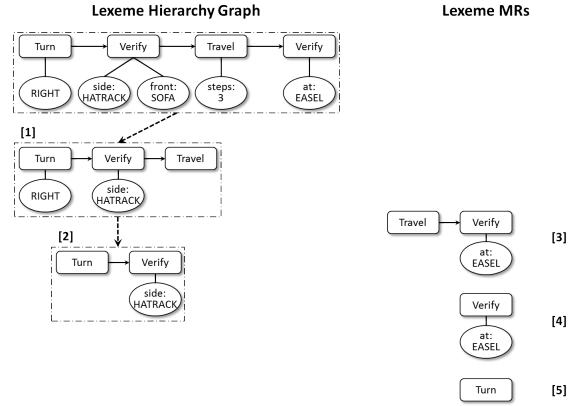 Lexeme Hierarchy Graph
Lexeme MRs
Turn
Verify
Travel
Verify
RIGHT
side:
HATRACK
front:
SOFA
steps:
3
at:
EASEL
[1]
Turn
Verify
Travel
RIGHT
side:
HATRACK
[2]
Turn
Verify
side:
HATRACK
Travel
Verify
at:
EASEL
[3]
Verify
at:
EASEL
[4]
Turn
[5]